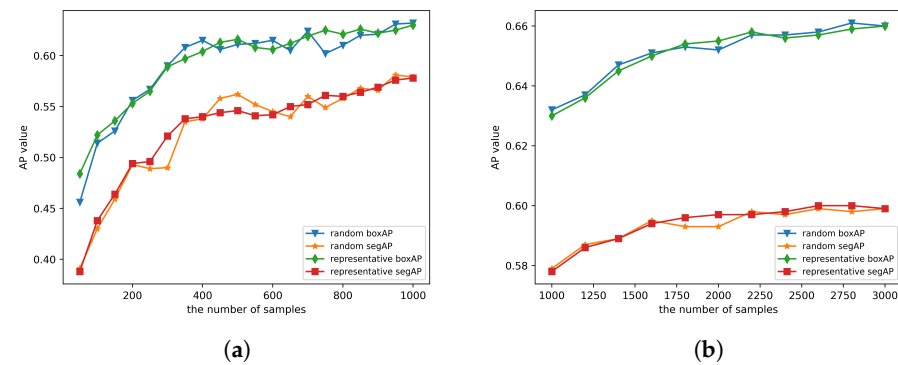 0.60
0.55
0.50
0.45
0.40
AP value
200
400
600
800
1000
the number of samples
random boxAP
random segAP
representative boxAP
representative segAP
(a)
0.66
0.64
0.62
0.60
0.58
AP value
1000
1250
1500
1750
2000
2250
2500
2750
3000
the number of samples
random boxAP
random segAP
representative boxAP
representative segAP
(b)